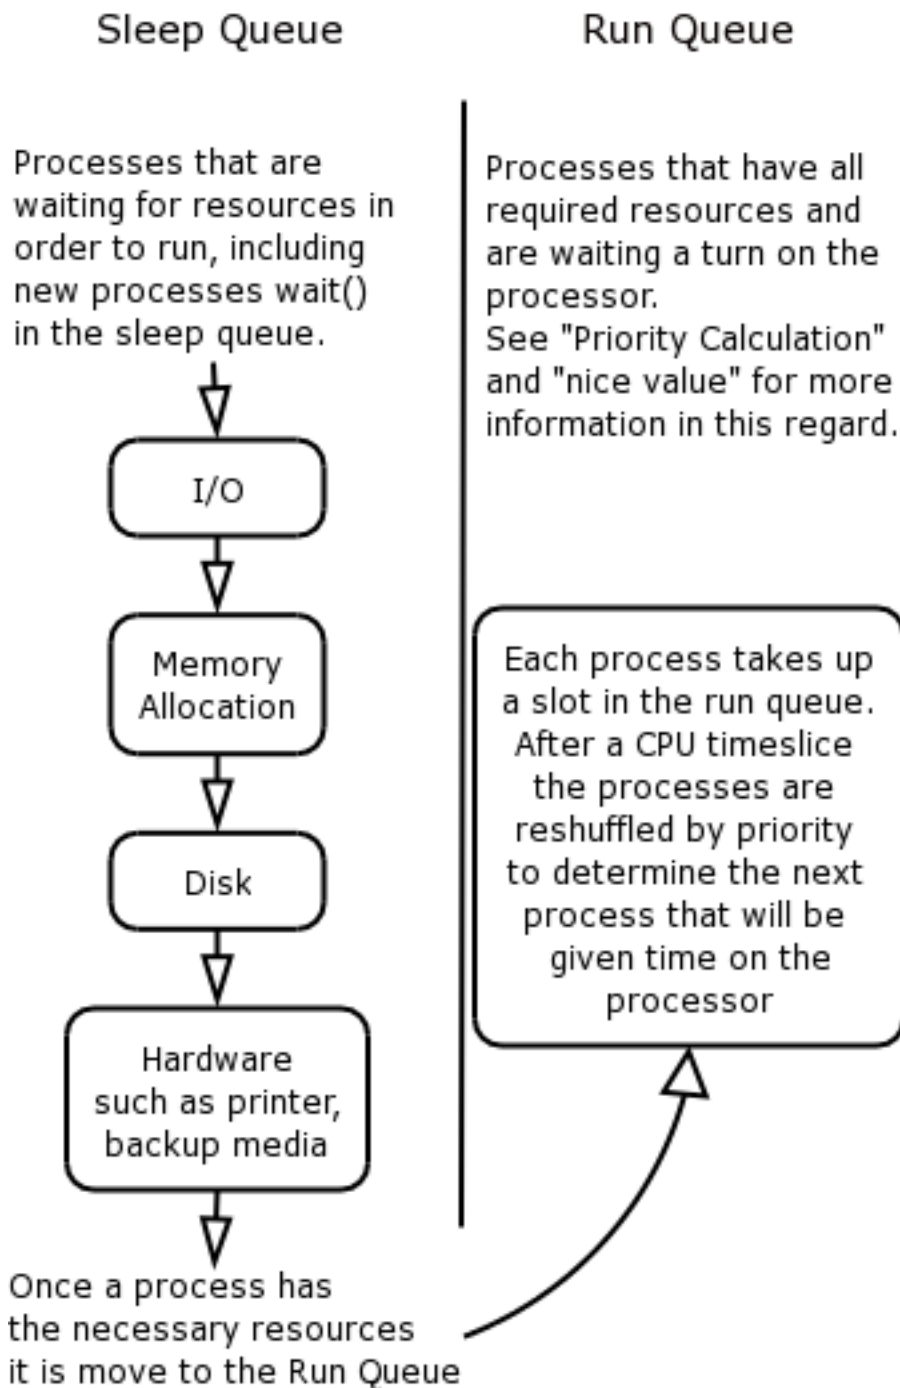 Sleep Queue
Run Queue
Processes that are
waiting for resources in
order to run, including
new processes wait()
in the sleep queue.
I/O
Memory
Allocation
Disk
Hardware
such as printer,
backup media
Once a process has
the necessary resources
it is move to the Run Queue
Processes that have all
required resources and
are waiting a turn on the
processor.
See "Priority Calculation"
and "nice value" for more
information in this regard.
Each process takes up
a slot in the run queue.
After a CPU timeslice
the processes are
reshuffled by priority
to determine the next
process that will be
given time on the
processor